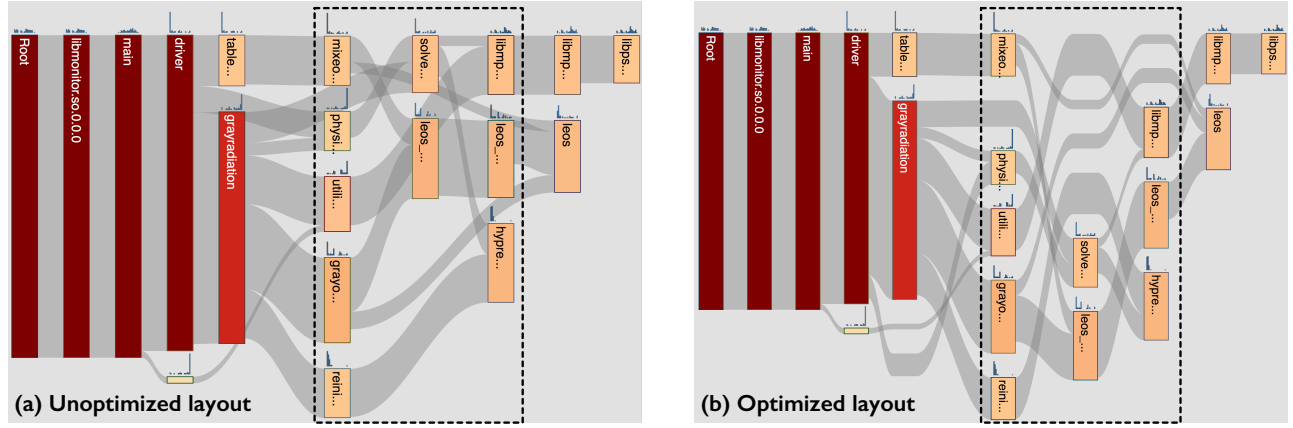 Root
libmonitor.so.0.0.0
main
driver
table...
grayradiation
mixeo...
physi...
utili...
grayo...
reini...
solve...
leos_...
libmp...
leos_...
hypre...
libmp...
leos
libps...
(a) Unoptimized layout
Root
libmonitor.so.0.0.0
main
driver
table...
grayradiation
mixeo...
physi...
utili...
grayo...
reini...
solve...
leos_...
libmp...
leos_...
hypre...
libmp...
leos
libps...
(b) Optimized layout